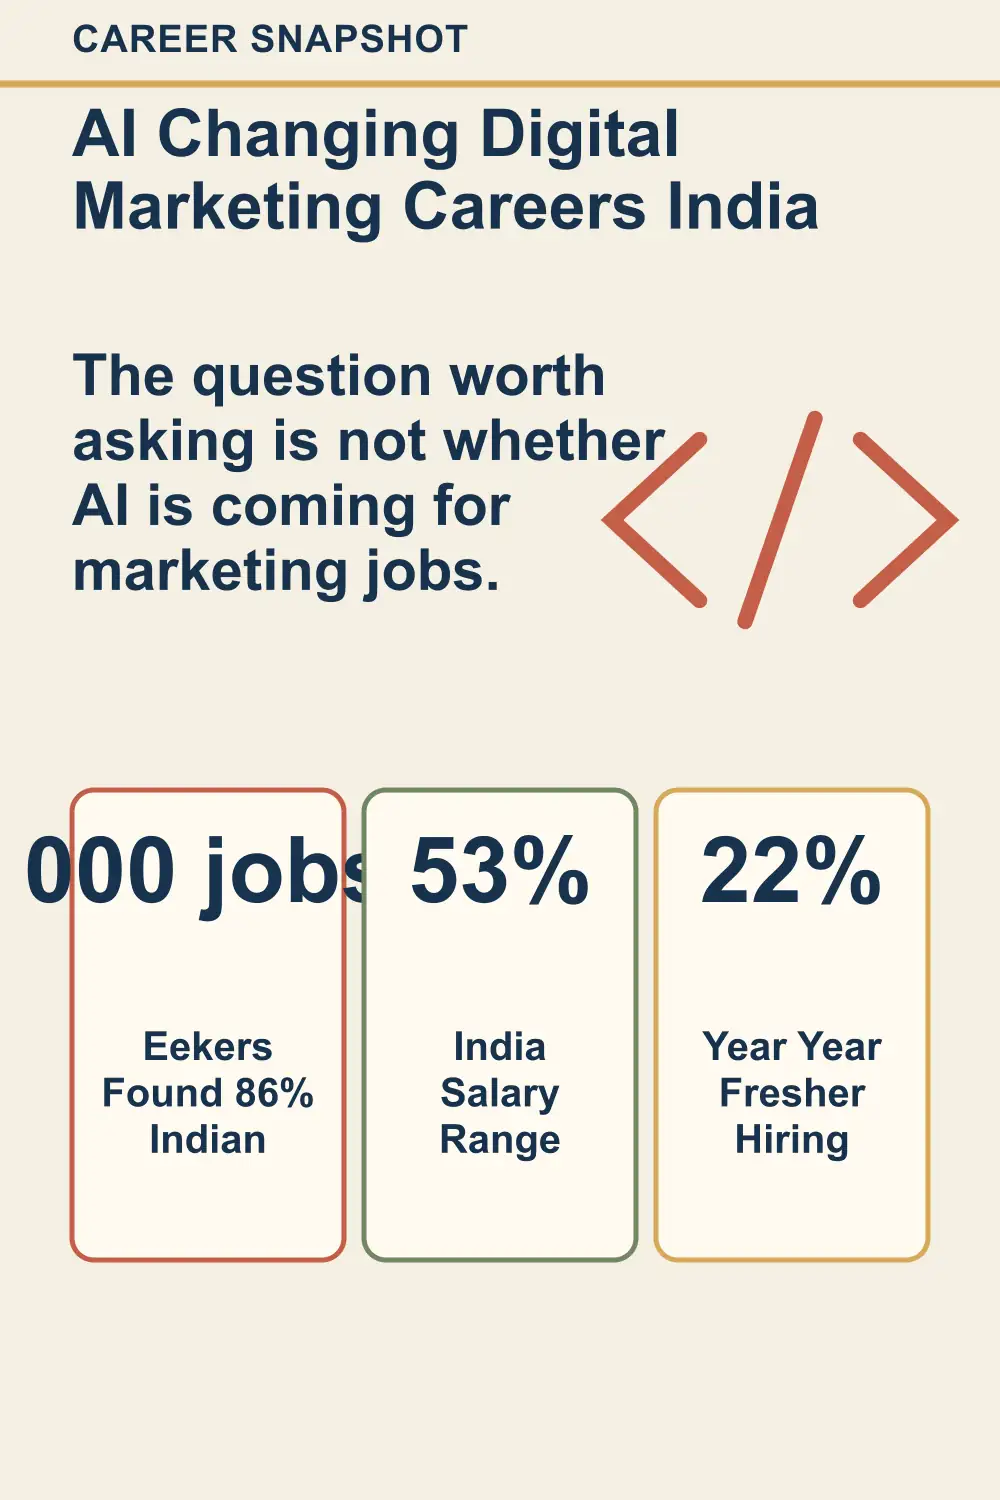 CAREER SNAPSHOT
AI Changing Digital
Marketing Careers India
The question worth
asking is not whether
AI is coming for
marketing jobs.
</>
000 jobs
53%
22%
Eekers
Found 86%
Indian
India
Salary
Range
Year Year
Fresher
Hiring